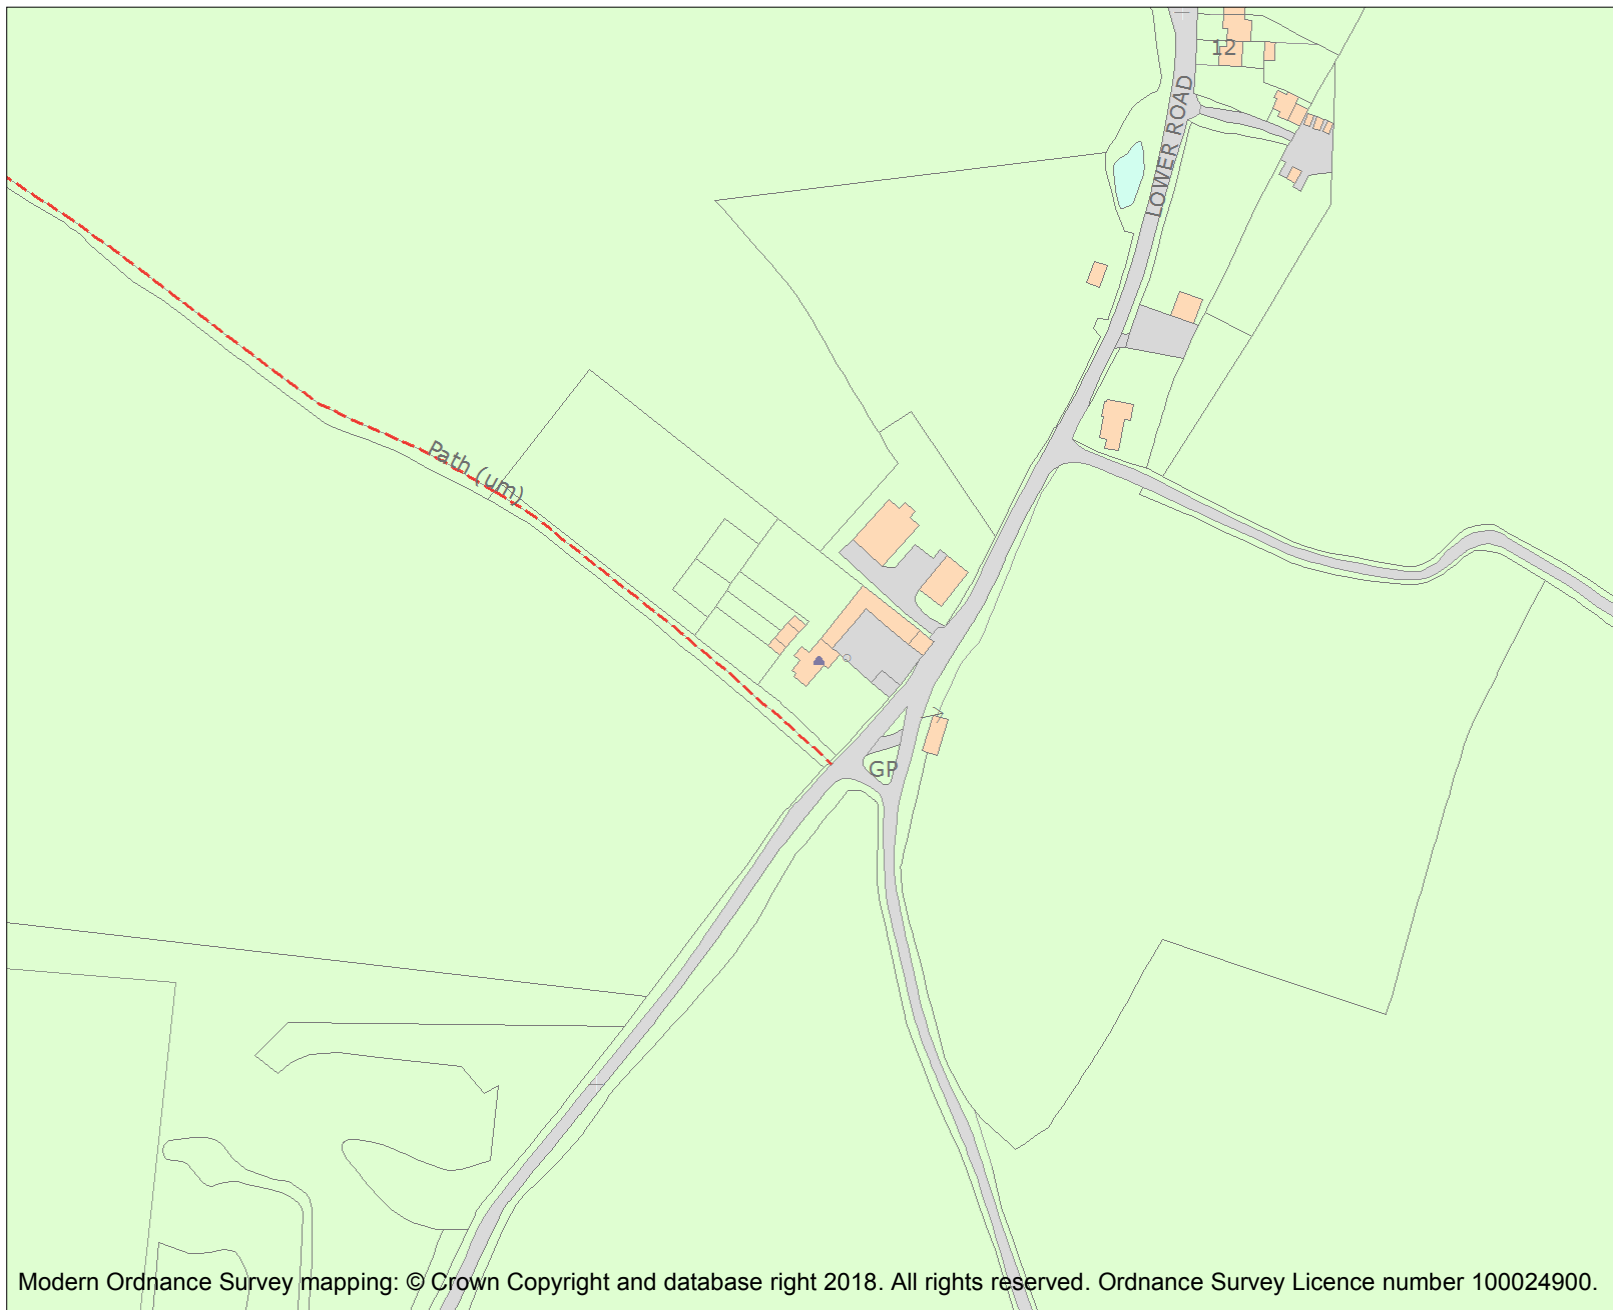 12
LOWER ROAD
Path (um)
GP
Modern Ordnance Survey mapping: © Crown Copyright and database right 2018. All rights reserved. Ordnance Survey Licence number 100024900.